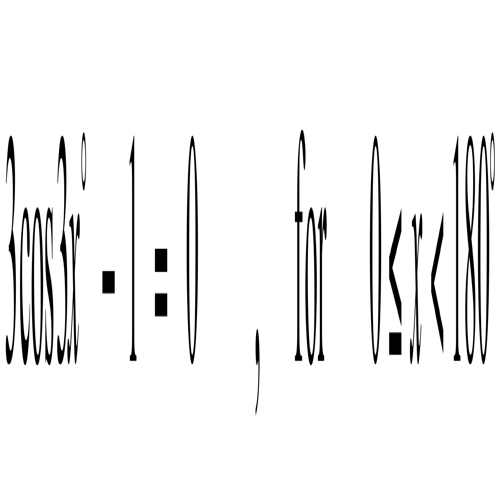 3cos3x° - 1 = 0 , for 0 ≤ x < 180°